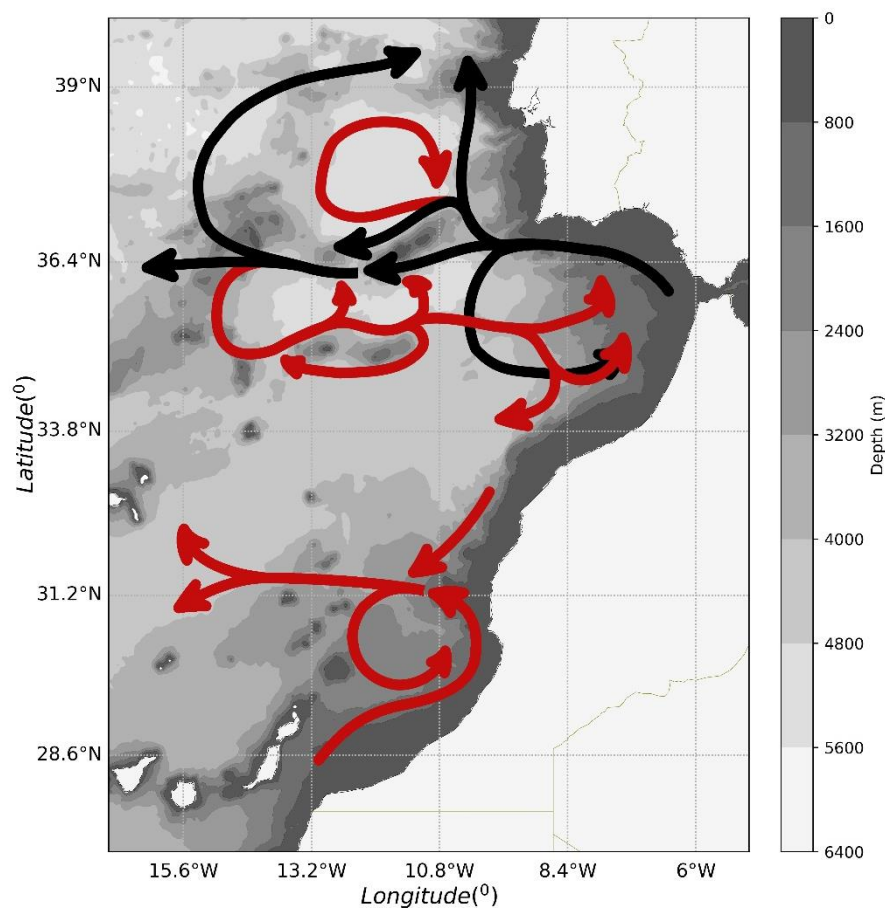 39°N
36.4°N
33.8°N
31.2°N
28.6°N
Latitude(⁰)
15.6°W 13.2°W 10.8°W 8.4°W 6°W
Longitude(⁰)
0
800
1600
2400
3200
4000
4800
5600
6400
Depth (m)